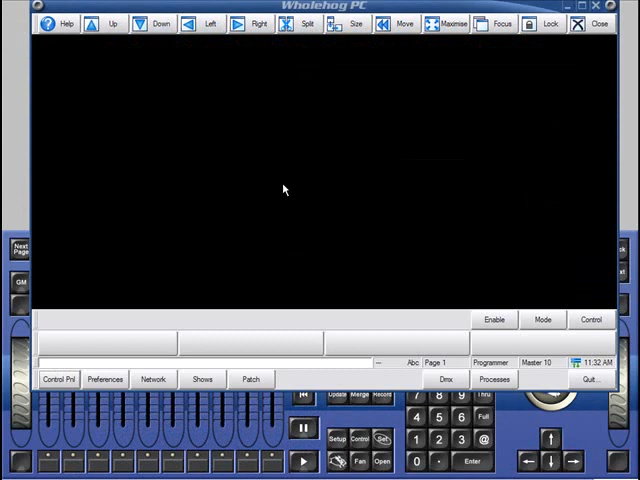 Wholehog PC
Help Up Down Left Right Split Size Move Maximise Focus Lock Close
Next Page
GM
Enable Mode Control
--- Abc Page 1 Programmer Master 10 11:32 AM
Control Pnl Preferences Network Shows Patch Dmx Processes Quit...
Update Merge Record 7 8 9 Thru
4 5 6 Full
Setup Control Set 1 2 3 @
Fan Open 0 . Enter